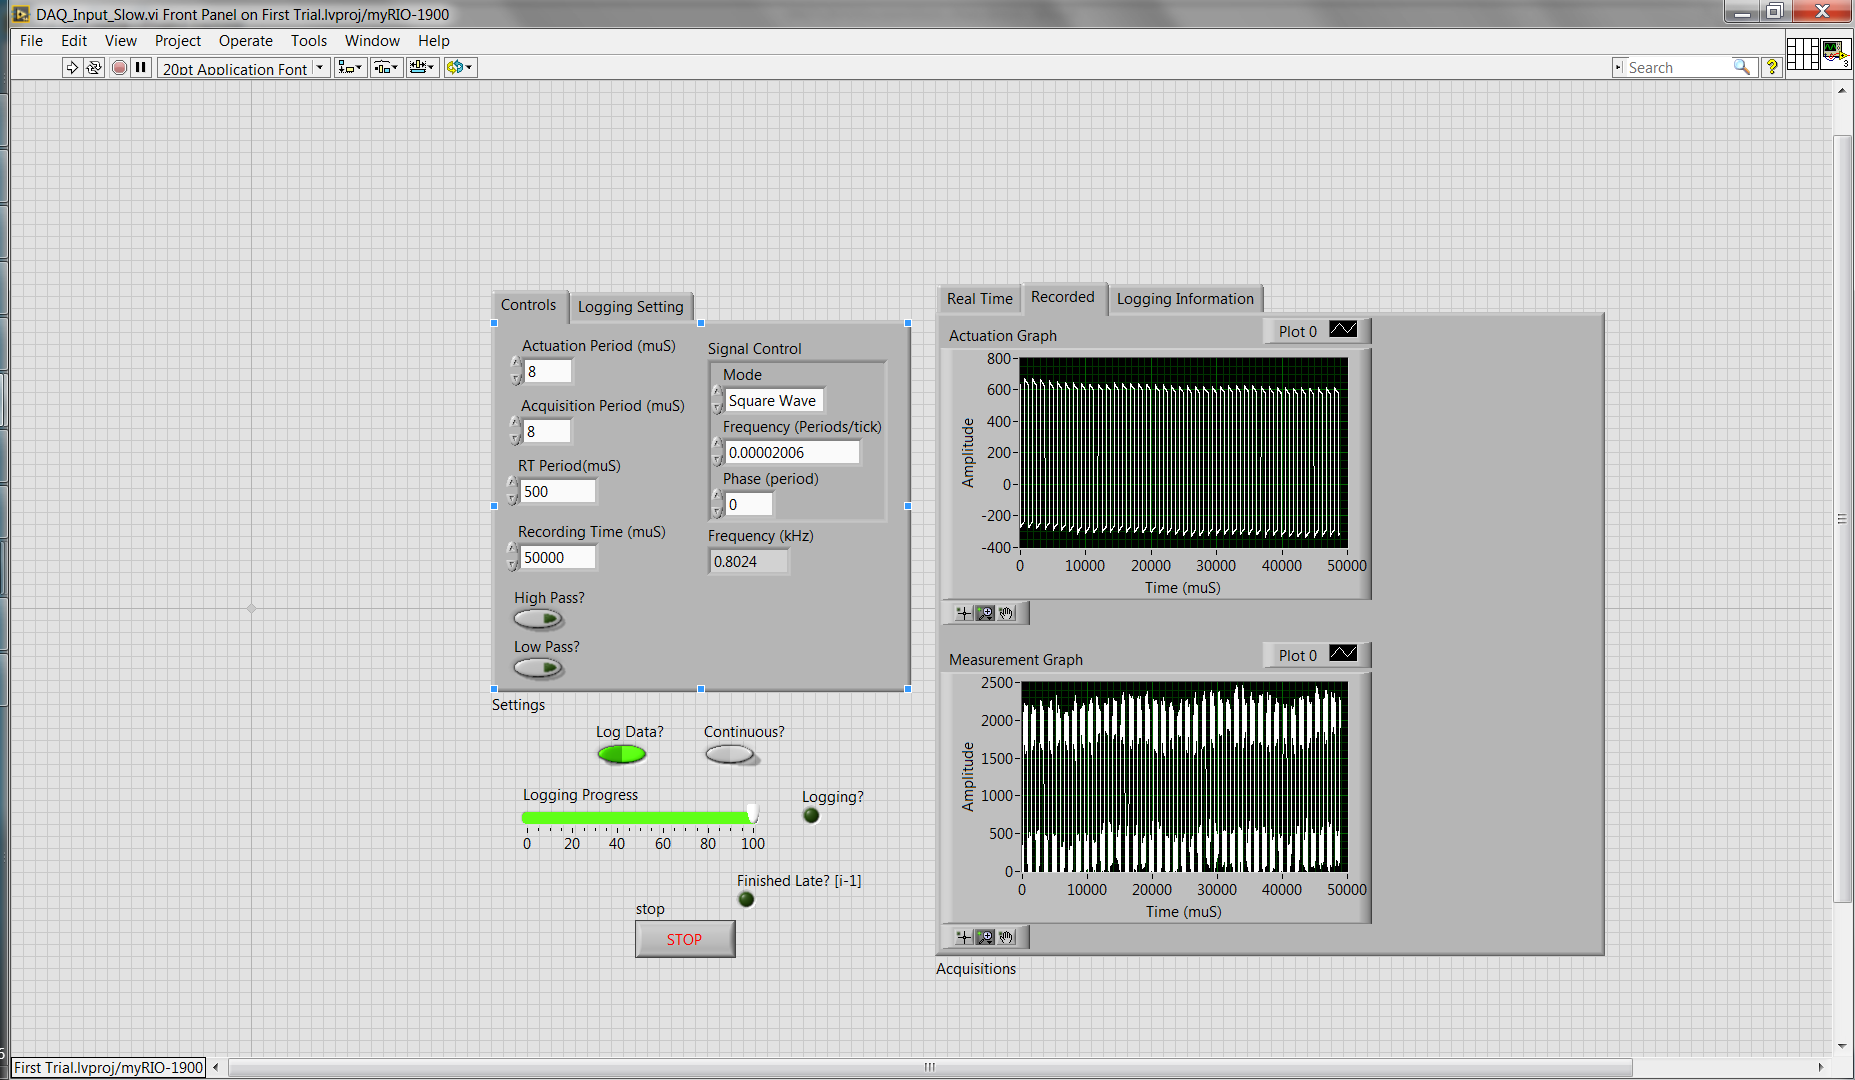 DAQ_Input_Slow.vi Front Panel on First Trial.lvproj/myRIO-1900
File Edit View Project Operate Tools Window Help
20pt Application Font
Search
?
3
Controls Logging Setting
Actuation Period (muS)
8
Acquisition Period (muS)
8
RT Period(muS)
500
Recording Time (muS)
50000
High Pass?
Low Pass?
Signal Control
Mode
Square Wave
Frequency (Periods/tick)
0.00002006
Phase (period)
0
Frequency (kHz)
0.8024
Settings
Log Data? Continuous?
Logging Progress
0 20 40 60 80 100
Logging?
Finished Late? [i-1]
stop
STOP
Real Time Recorded Logging Information
Actuation Graph
Plot 0
Amplitude
800
600
400
200
0
-200
-400
0 10000 20000 30000 40000 50000
Time (muS)
Measurement Graph
Plot 0
Amplitude
2500
2000
1500
1000
500
0
0 10000 20000 30000 40000 50000
Time (muS)
Acquisitions
First Trial.lvproj/myRIO-1900